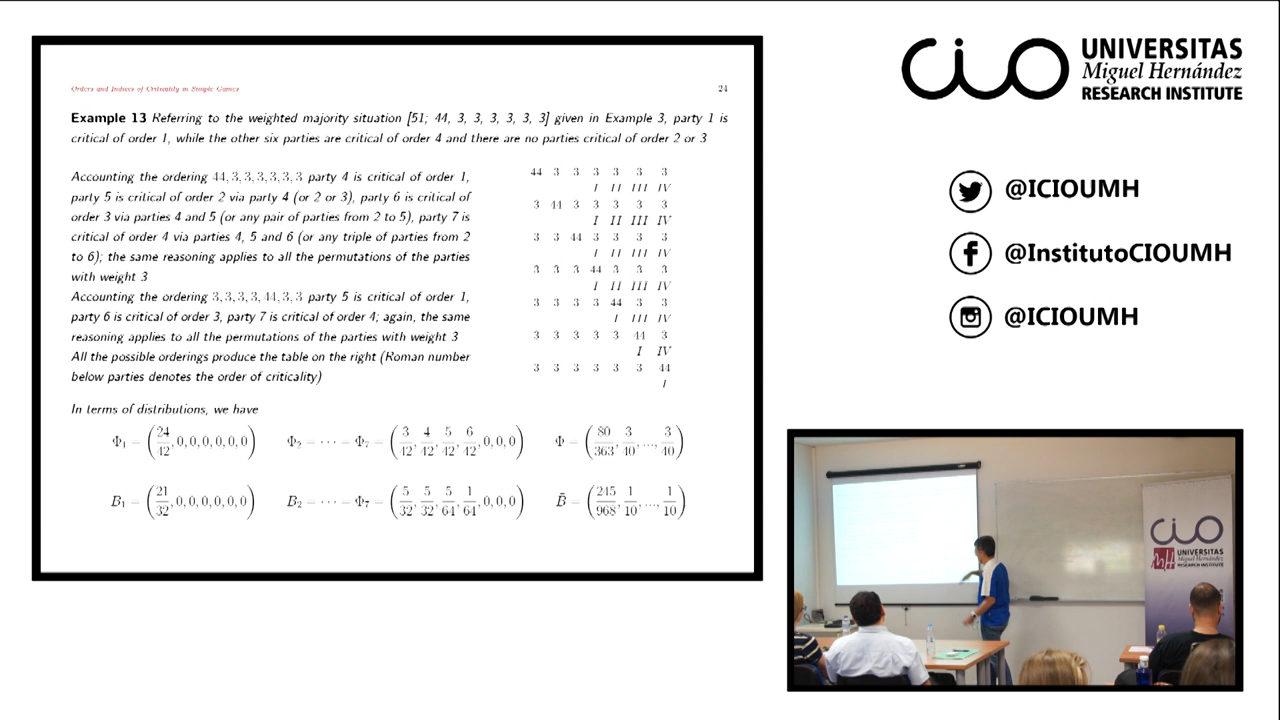 Orders and Indices of Criticality in Simple Games 24
Example 13 Referring to the weighted majority situation [51; 44, 3, 3, 3, 3, 3, 3] given in Example 3, party 1 is
critical of order 1, while the other six parties are critical of order 4 and there are no parties critical of order 2 or 3
Accounting the ordering 44, 3, 3, 3, 3, 3, 3 party 4 is critical of order 1,
party 5 is critical of order 2 via party 4 (or 2 or 3), party 6 is critical of
order 3 via parties 4 and 5 (or any pair of parties from 2 to 5), party 7 is
critical of order 4 via parties 4, 5 and 6 (or any triple of parties from 2
to 6); the same reasoning applies to all the permutations of the parties
with weight 3
Accounting the ordering 3, 3, 3, 3, 44, 3, 3 party 5 is critical of order 1,
party 6 is critical of order 3, party 7 is critical of order 4; again, the same
reasoning applies to all the permutations of the parties with weight 3
All the possible orderings produce the table on the right (Roman number
below parties denotes the order of criticality)
44 3 3 3 3 3 3
I II III IV
3 44 3 3 3 3 3
I II III IV
3 3 44 3 3 3 3
I II III IV
3 3 3 44 3 3 3
I II III IV
3 3 3 3 44 3 3
I III IV
3 3 3 3 3 44 3
I IV
3 3 3 3 3 3 44
I
In terms of distributions, we have
Φ₁ = (24/42, 0, 0, 0, 0, 0, 0) Φ₂ = ⋯ = Φ₇ = (3/42, 4/42, 5/42, 6/42, 0, 0, 0) Φ = (80/363, 3/40, ..., 3/40)
B₁ = (21/32, 0, 0, 0, 0, 0, 0) B₂ = ⋯ = Φ₇ = (5/32, 5/32, 5/64, 1/64, 0, 0, 0) B̄ = (245/968, 1/10, ..., 1/10)
cio UNIVERSITAS
Miguel Hernández
RESEARCH INSTITUTE
@ICIOUMH
@InstitutoCIOUMH
@ICIOUMH
cio
UNIVERSITAS
Miguel Hernández
RESEARCH INSTITUTE